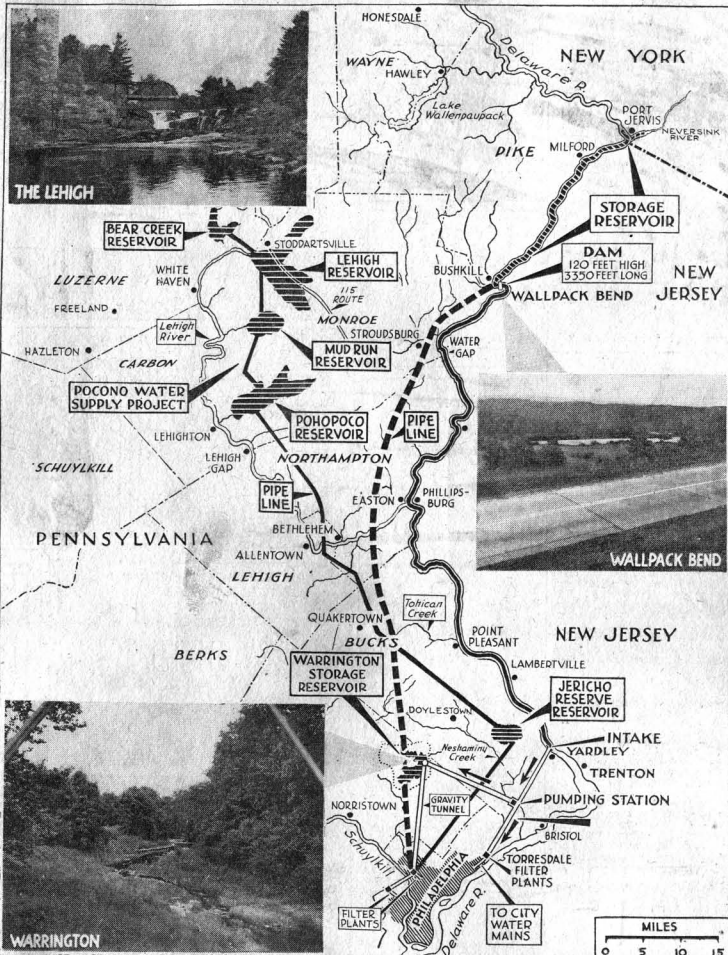 HONESDALE
NEW YORK
Delaware R.
WAYNE
HAWLEY
Lake
Wallenpaupack
PORT
JERVIS
NEVERSINK
RIVER
MILFORD
PIKE
THE LEHIGH
STORAGE
RESERVOIR
BEAR CREEK
RESERVOIR
STODDARTSVILLE
LEHIGH
RESERVOIR
DAM
120 FEET HIGH
3350 FEET LONG
BUSHKILL
NEW
JERSEY
WALLPACK BEND
LUZERNE
WHITE
HAVEN
115
ROUTE
FREELAND
MONROE
STROUDSBURG
WATER
GAP
Lehigh
River
HAZLETON
CARBON
MUD RUN
RESERVOIR
POCONO WATER
SUPPLY PROJECT
POHOPOCO
RESERVOIR
PIPE
LINE
LEHIGHTON
LEHIGH
GAP
SCHUYLKILL
NORTHAMPTON
PIPE
LINE
EASTON
PHILLIPS-
BURG
BETHLEHEM
PENNSYLVANIA
ALLENTOWN
LEHIGH
WALLPACK BEND
Tohican
Creek
QUAKERTOWN
BUCKS
POINT
PLEASANT
NEW JERSEY
BERKS
LAMBERTVILLE
WARRINGTON
STORAGE
RESERVOIR
JERICHO
RESERVE
RESERVOIR
DOYLESTOWN
Neshaminy
Creek
INTAKE
YARDLEY
TRENTON
NORRISTOWN
GRAVITY
TUNNEL
PUMPING STATION
BRISTOL
Schuylkill
TORRESDALE
FILTER
PLANTS
PHILADELPHIA
FILTER
PLANTS
Delaware R.
TO CITY
WATER
MAINS
WARRINGTON
MILES
0 5 10 15